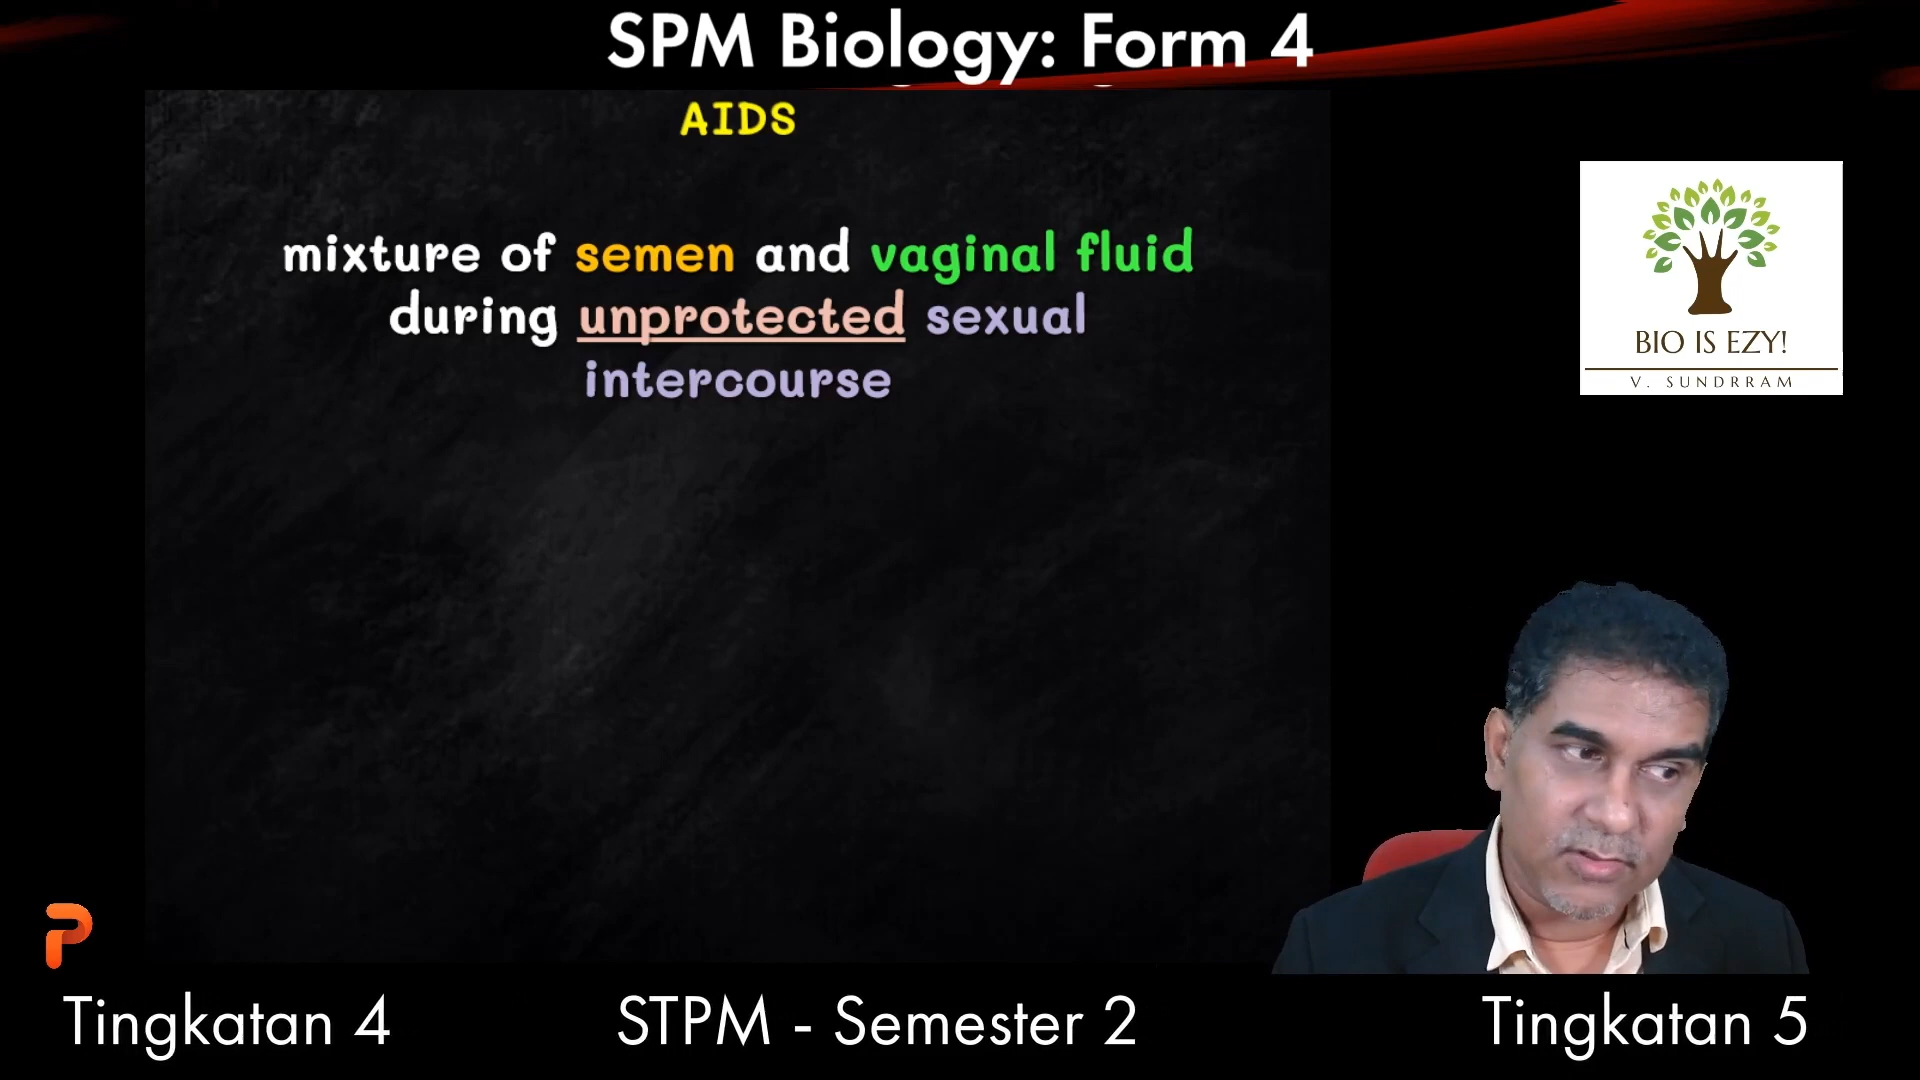 SPM Biology: Form 4
AIDS
mixture of semen and vaginal fluid
during unprotected sexual
intercourse
BIO IS EZY!
V. SUNDRRAM
Tingkatan 4
STPM - Semester 2
Tingkatan 5